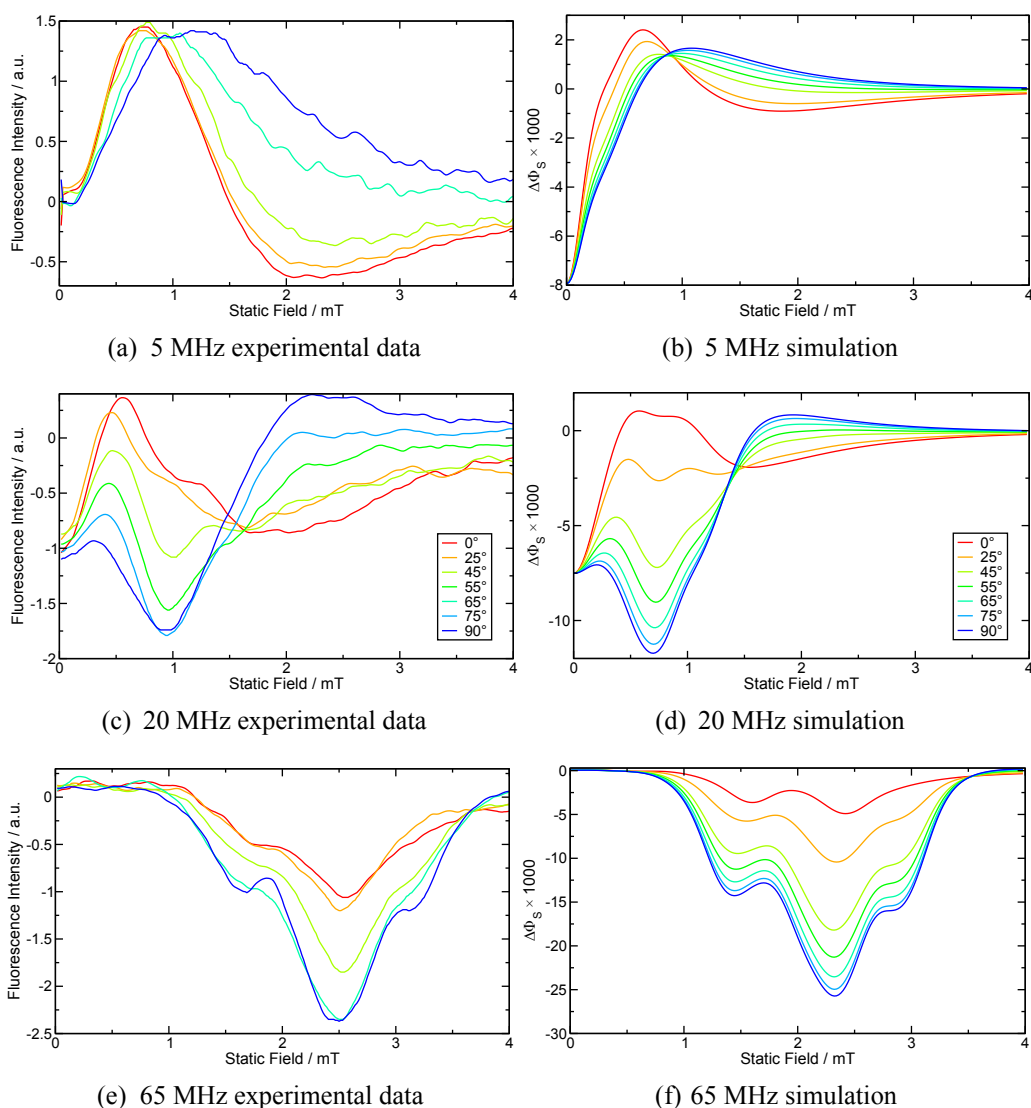 1.5
1
0.5
0
-0.5
Fluorescence Intensity / a.u.
0 1 2 3 4
Static Field / mT
(a) 5 MHz experimental data
2
0
-2
-4
-6
-8
ΔΦS × 1000
0 1 2 3 4
Static Field / mT
(b) 5 MHz simulation
0
-0.5
-1
-1.5
-2
Fluorescence Intensity / a.u.
0°
25°
45°
55°
65°
75°
90°
0 1 2 3 4
Static Field / mT
(c) 20 MHz experimental data
0
-5
-10
ΔΦS × 1000
0°
25°
45°
55°
65°
75°
90°
0 1 2 3 4
Static Field / mT
(d) 20 MHz simulation
0
-0.5
-1
-1.5
-2
-2.5
Fluorescence Intensity / a.u.
0 1 2 3 4
Static Field / mT
(e) 65 MHz experimental data
0
-5
-10
-15
-20
-25
-30
ΔΦS × 1000
0 1 2 3 4
Static Field / mT
(f) 65 MHz simulation